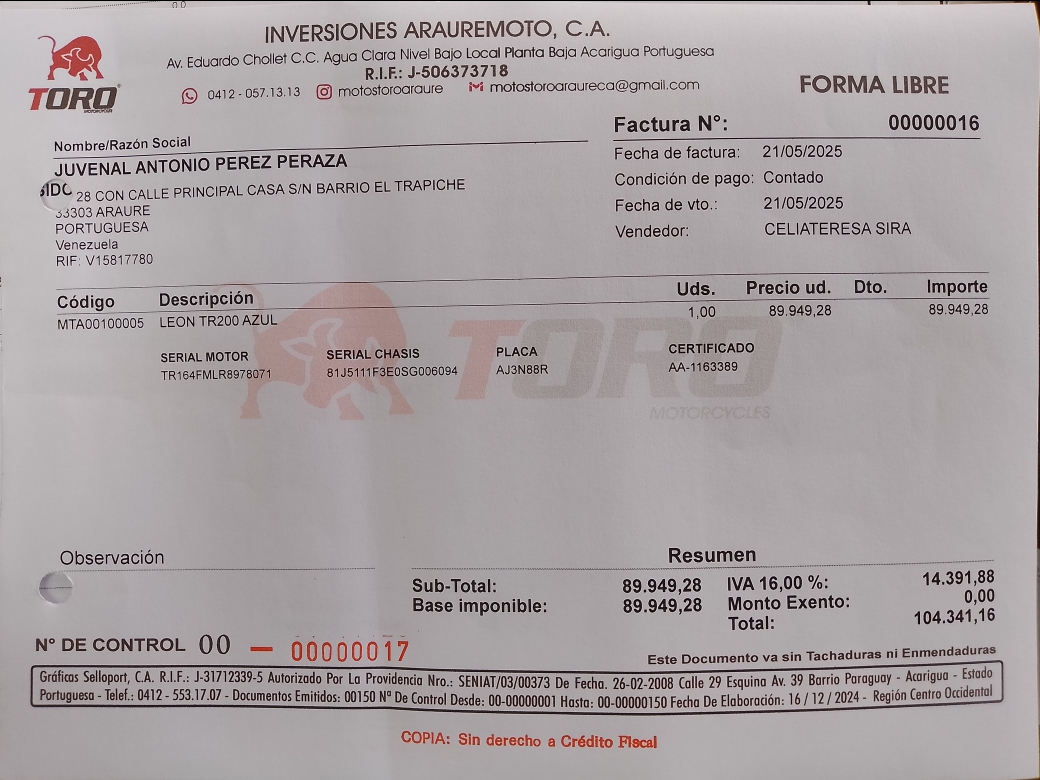 INVERSIONES ARAUREMOTO, C.A.
Av. Eduardo Chollet C.C. Agua Clara Nivel Bajo Local Planta Baja Acarigua Portuguesa
R.I.F.: J-506373718
0412 - 057.13.13 motostoroaraure motostoroaraureca@gmail.com
TORO
MOTORCYCLES
FORMA LIBRE
Factura N°: 00000016
Fecha de factura: 21/05/2025
Condición de pago: Contado
Fecha de vto.: 21/05/2025
Vendedor: CELIATERESA SIRA
Nombre/Razón Social
JUVENAL ANTONIO PEREZ PERAZA
28 CON CALLE PRINCIPAL CASA S/N BARRIO EL TRAPICHE
33303 ARAURE
PORTUGUESA
Venezuela
RIF: V15817780
Código Descripción Uds. Precio ud. Dto. Importe
MTA00100005 LEON TR200 AZUL 1,00 89.949,28 89.949,28
SERIAL MOTOR SERIAL CHASIS PLACA CERTIFICADO
TR164FMLR8978071 81J5111F3E0SG006094 AJ3N88R AA-1163389
TORO
MOTORCYCLES
Observación
Resumen
Sub-Total: 89.949,28 IVA 16,00 %: 14.391,88
Base imponible: 89.949,28 Monto Exento: 0,00
Total: 104.341,16
N° DE CONTROL 00 — 00000017
Este Documento va sin Tachaduras ni Enmendaduras
Gráficas Selloport, C.A. R.I.F.: J-31712339-5 Autorizado Por La Providencia Nro.: SENIAT/03/00373 De Fecha. 26-02-2008 Calle 29 Esquina Av. 39 Barrio Paraguay - Acarigua - Estado
Portuguesa - Telef.: 0412 - 553.17.07 - Documentos Emitidos: 00150 N° De Control Desde: 00-00000001 Hasta: 00-00000150 Fecha De Elaboración: 16 / 12 / 2024 - Región Centro Occidental
COPIA: Sin derecho a Crédito Fiscal